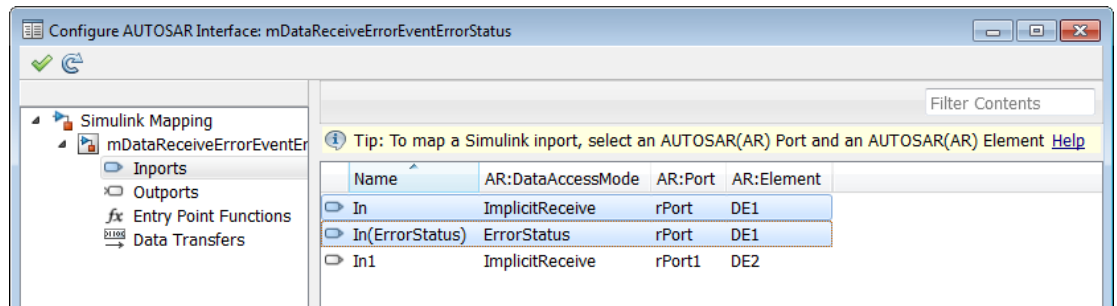 Configure AUTOSAR Interface: mDataReceiveErrorEventErrorStatus
Filter Contents
Simulink Mapping
mDataReceiveErrorEventEr
Inports
Outports
fx Entry Point Functions
Data Transfers
Tip: To map a Simulink inport, select an AUTOSAR(AR) Port and an AUTOSAR(AR) Element Help
Name AR:DataAccessMode AR:Port AR:Element
In ImplicitReceive rPort DE1
In(ErrorStatus) ErrorStatus rPort DE1
In1 ImplicitReceive rPort1 DE2